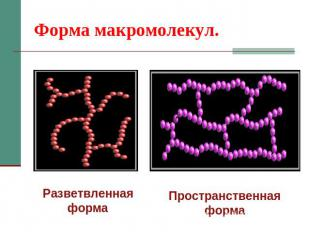 Форма макромолекул.
Разветвленная
форма
Пространственная
форма